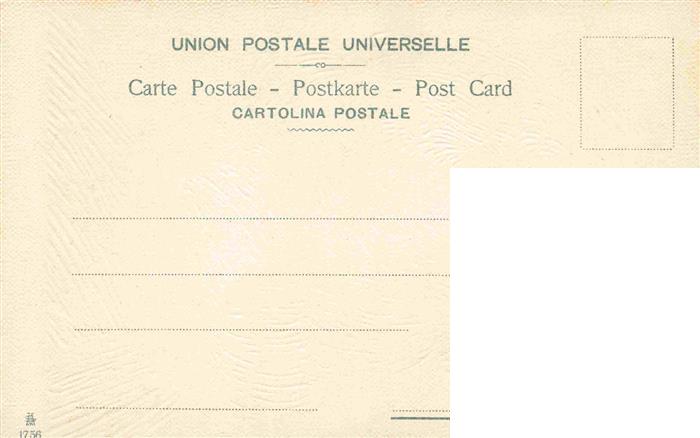 UNION POSTALE UNIVERSELLE
Carte Postale - Postkarte - Post Card
CARTOLINA POSTALE
1756